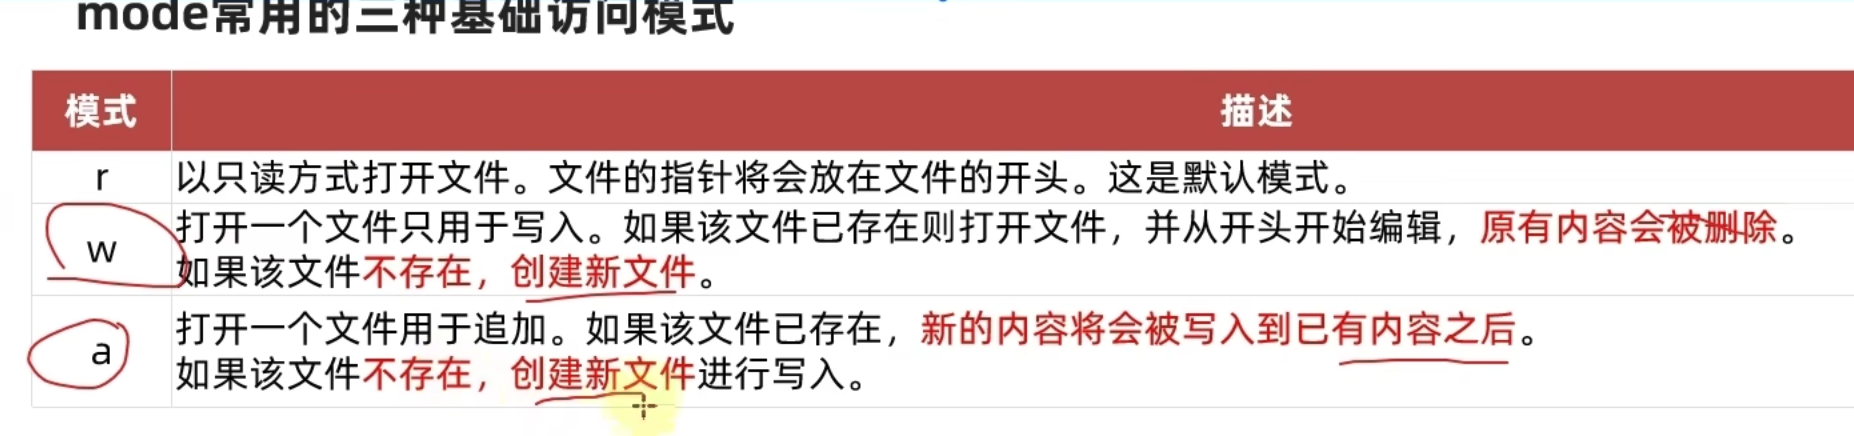 mode常用的三种基础访问模式
模式
描述
r
以只读方式打开文件。文件的指针将会放在文件的开头。这是默认模式。
w
打开一个文件只用于写入。如果该文件已存在则打开文件，并从开头开始编辑，原有内容会被删除。
如果该文件不存在，创建新文件。
a
打开一个文件用于追加。如果该文件已存在，新的内容将会被写入到已有内容之后。
如果该文件不存在，创建新文件进行写入。